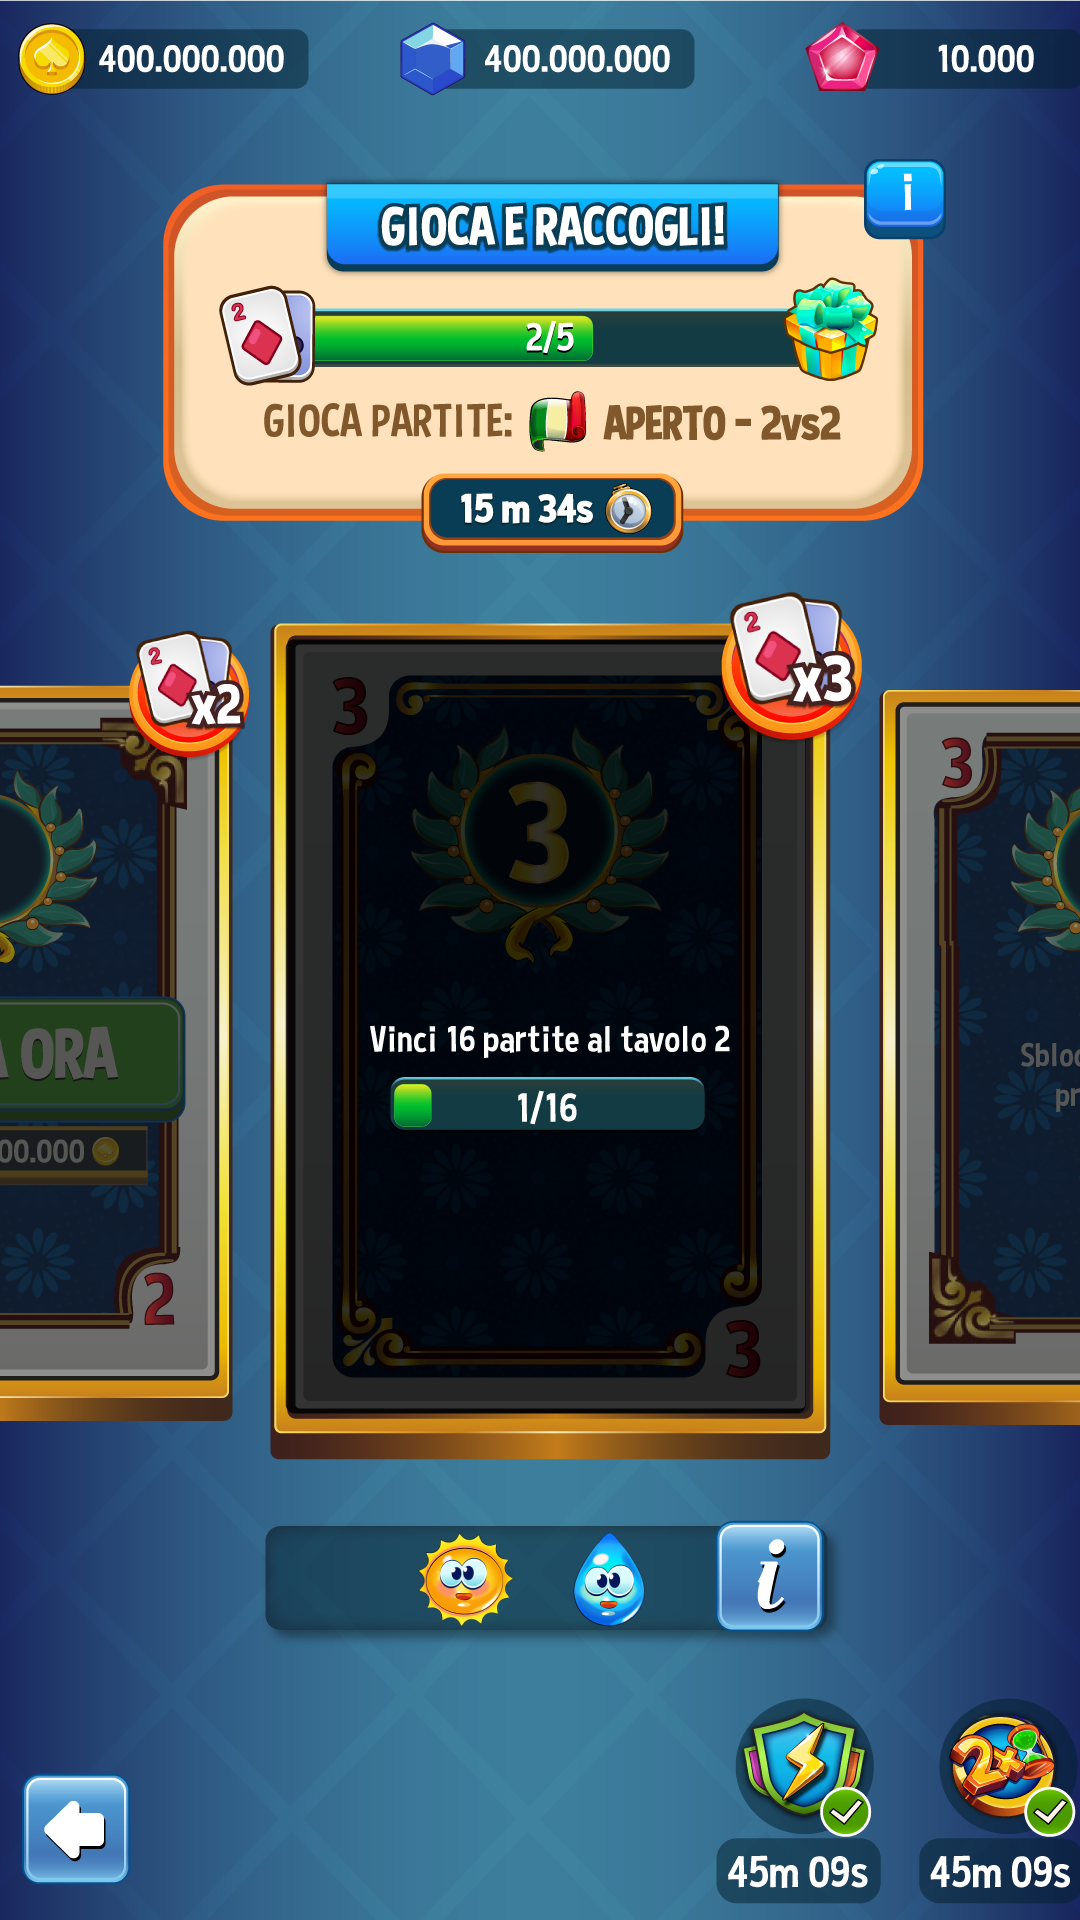 400.000.000
400.000.000
10.000
i
GIOCA E RACCOGLI!
2
2/5
GIOCA PARTITE: APERTO - 2vs2
15 m 34s
2
x2
2
x3
3
3
3
A ORA
00.000
Vinci 16 partite al tavolo 2
1/16
2
3
i
2+
45m 09s
45m 09s